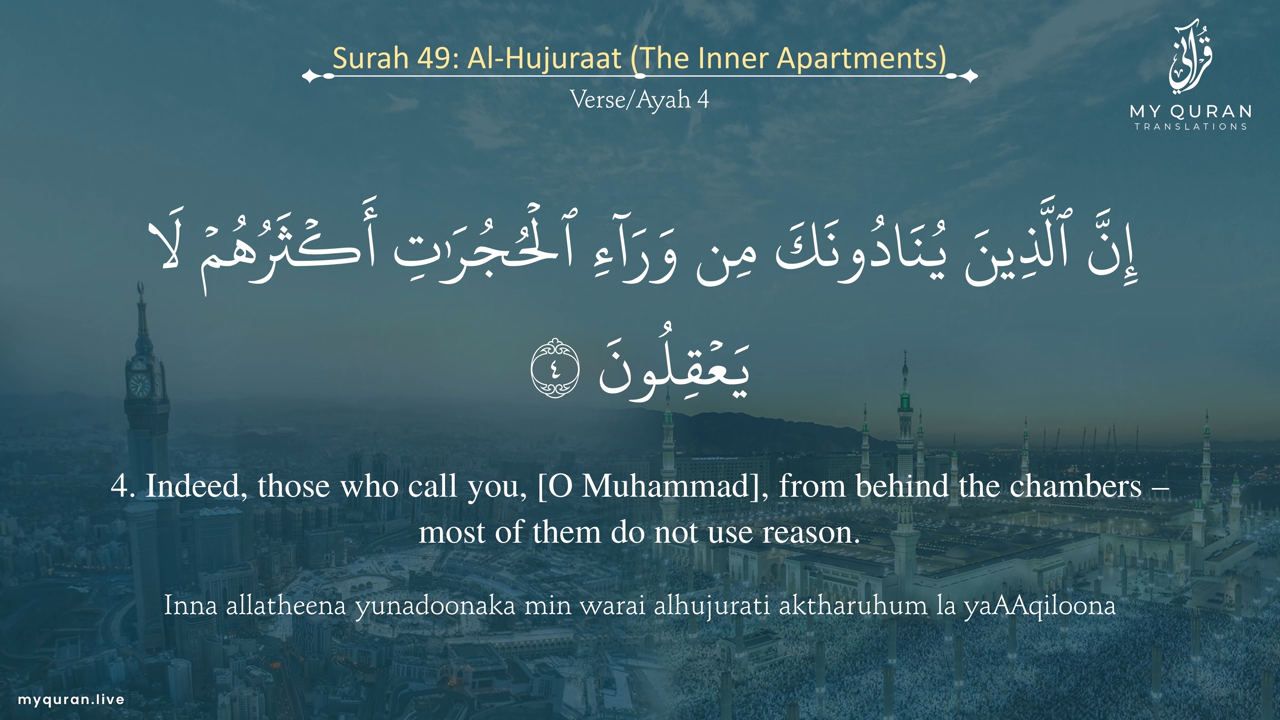 Surah 49: Al-Hujuraat (The Inner Apartments)
Verse/Ayah 4
قرآني
MY QURAN
TRANSLATIONS
إِنَّ ٱلَّذِينَ يُنَادُونَكَ مِن وَرَآءِ ٱلْحُجُرَٰتِ أَكْثَرُهُمْ لَا
يَعْقِلُونَ ٤
4. Indeed, those who call you, [O Muhammad], from behind the chambers –
most of them do not use reason.
Inna allatheena yunadoonaka min warai alhujurati aktharuhum la yaAAqiloona
myquran.live